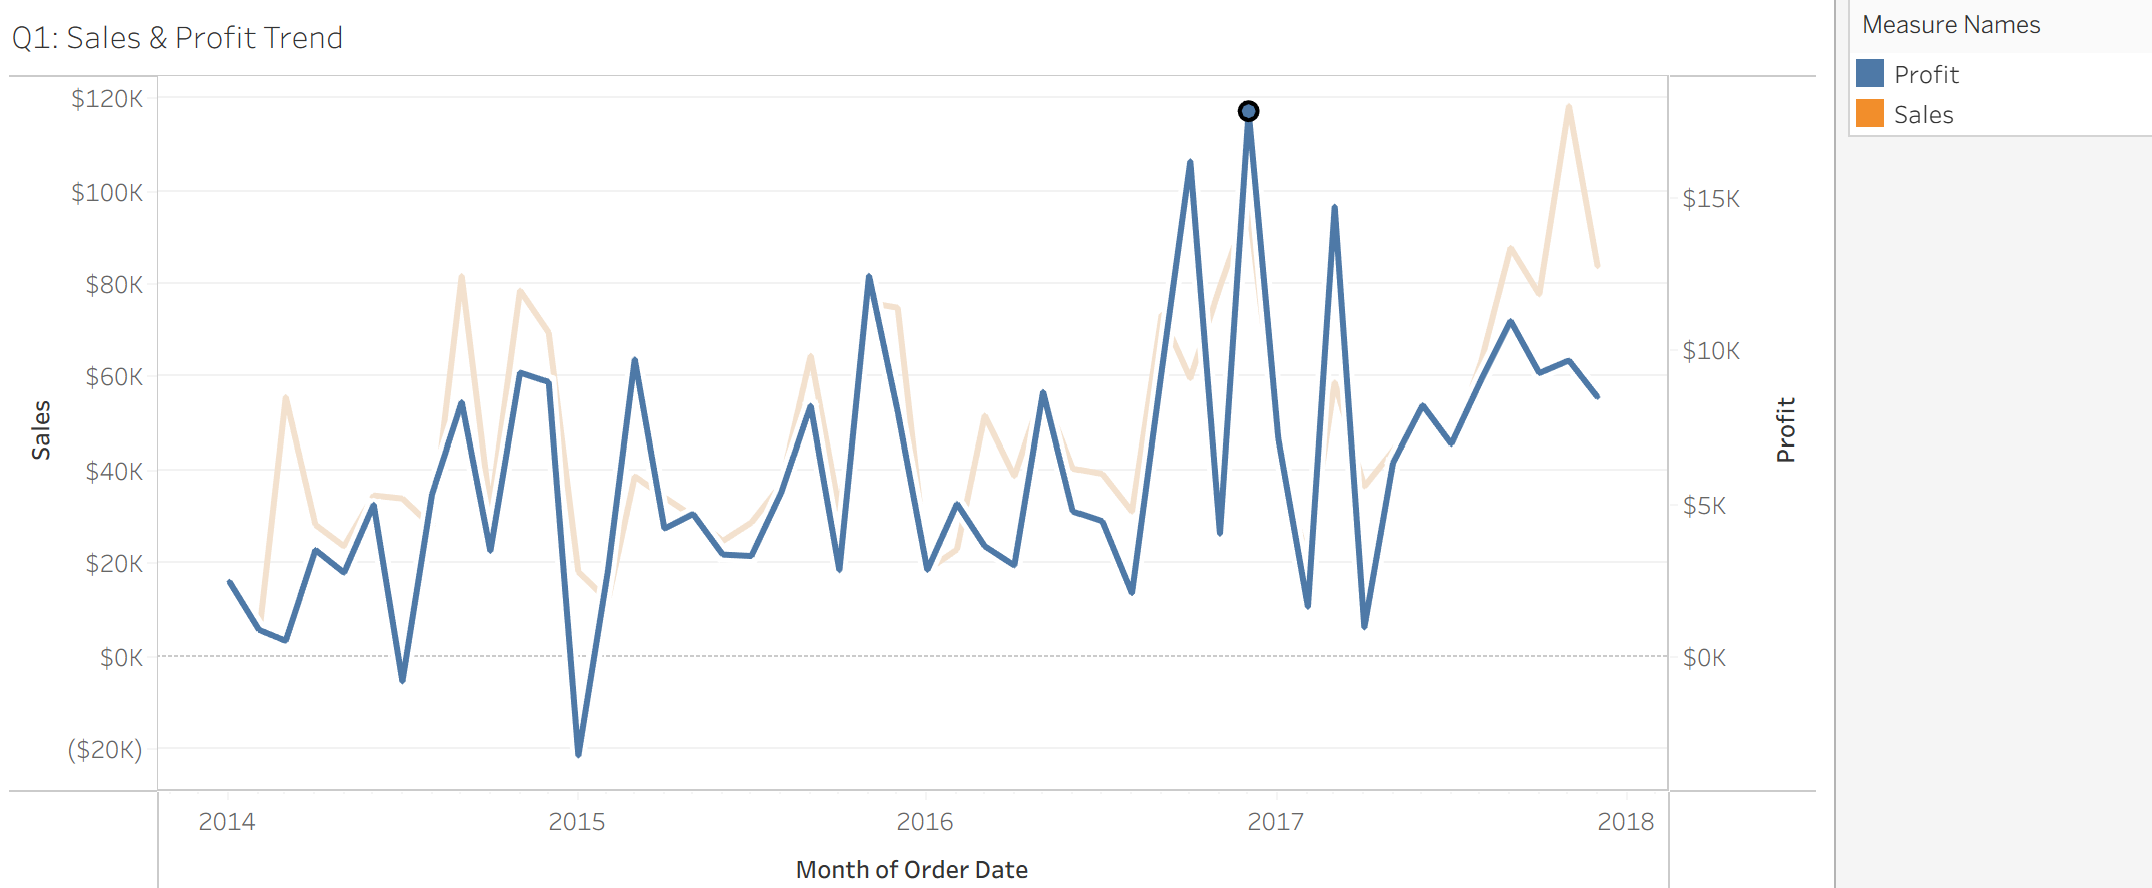 Q1: Sales & Profit Trend
Measure Names
Profit
Sales
$120K
$100K
$80K
$60K
$40K
$20K
$0K
($20K)
Sales
$15K
$10K
$5K
$0K
Profit
2014 2015 2016 2017 2018
Month of Order Date